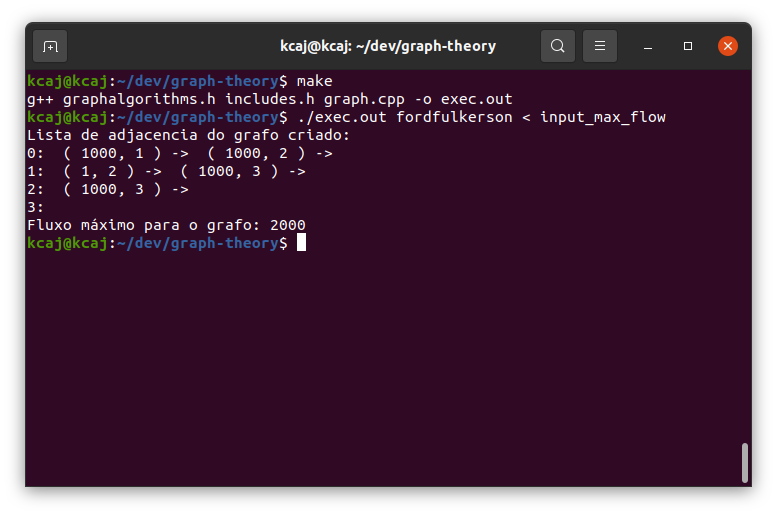 kcaj@kcaj: ~/dev/graph-theory
kcaj@kcaj:~/dev/graph-theory$ make
g++ graphalgorithms.h includes.h graph.cpp -o exec.out
kcaj@kcaj:~/dev/graph-theory$ ./exec.out fordfulkerson < input_max_flow
Lista de adjacencia do grafo criado:
0:  ( 1000, 1 ) ->  ( 1000, 2 ) ->
1:  ( 1, 2 ) ->  ( 1000, 3 ) ->
2:  ( 1000, 3 ) ->
3:
Fluxo máximo para o grafo: 2000
kcaj@kcaj:~/dev/graph-theory$